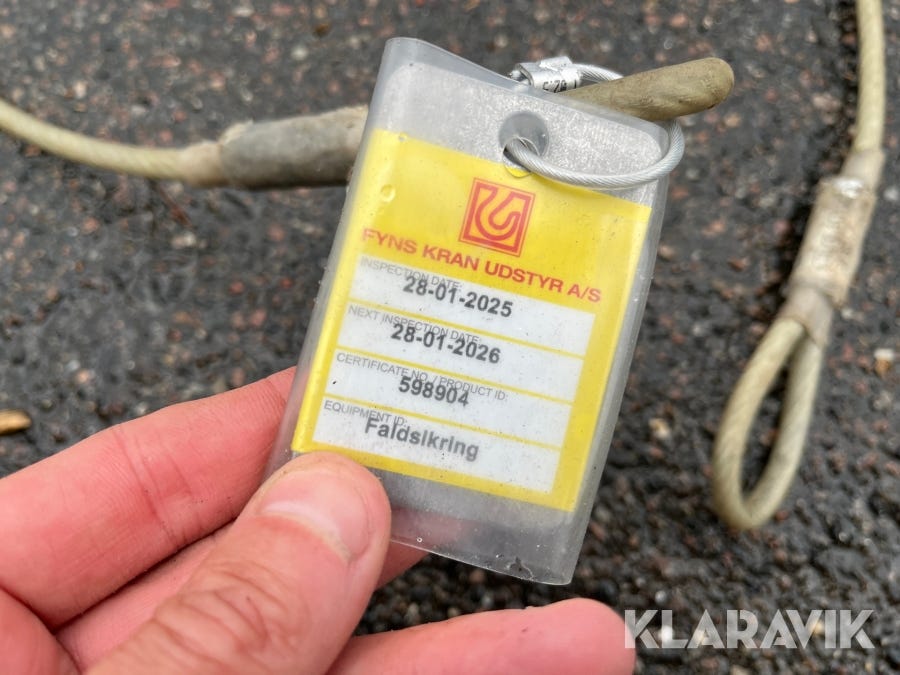 FYNS KRAN UDSTYR A/S
INSPECTION DATE:
28-01-2025
NEXT INSPECTION DATE:
28-01-2026
CERTIFICATE NO. / PRODUCT ID:
598904
EQUIPMENT ID:
Faldsikring
KLARAVIK